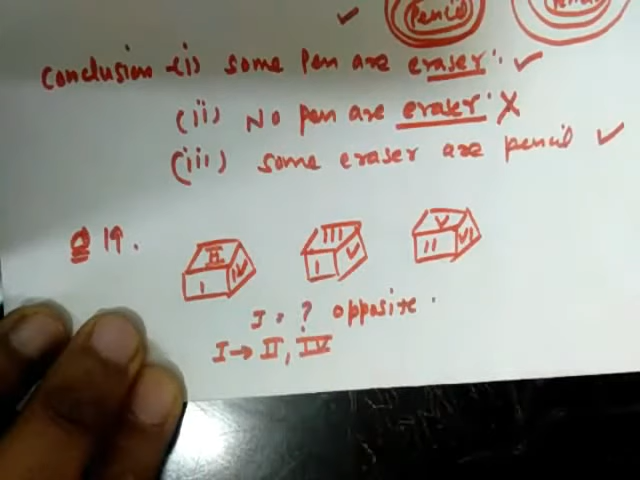 Pencil
Pencil
Conclusion -(i) some pen are eraser. ✓
(ii) No pen are eraser. X
(iii) some eraser are pencil ✓
Q 19.
II III V
I IV I V II VI
I = ? opposite.
I → II, IV